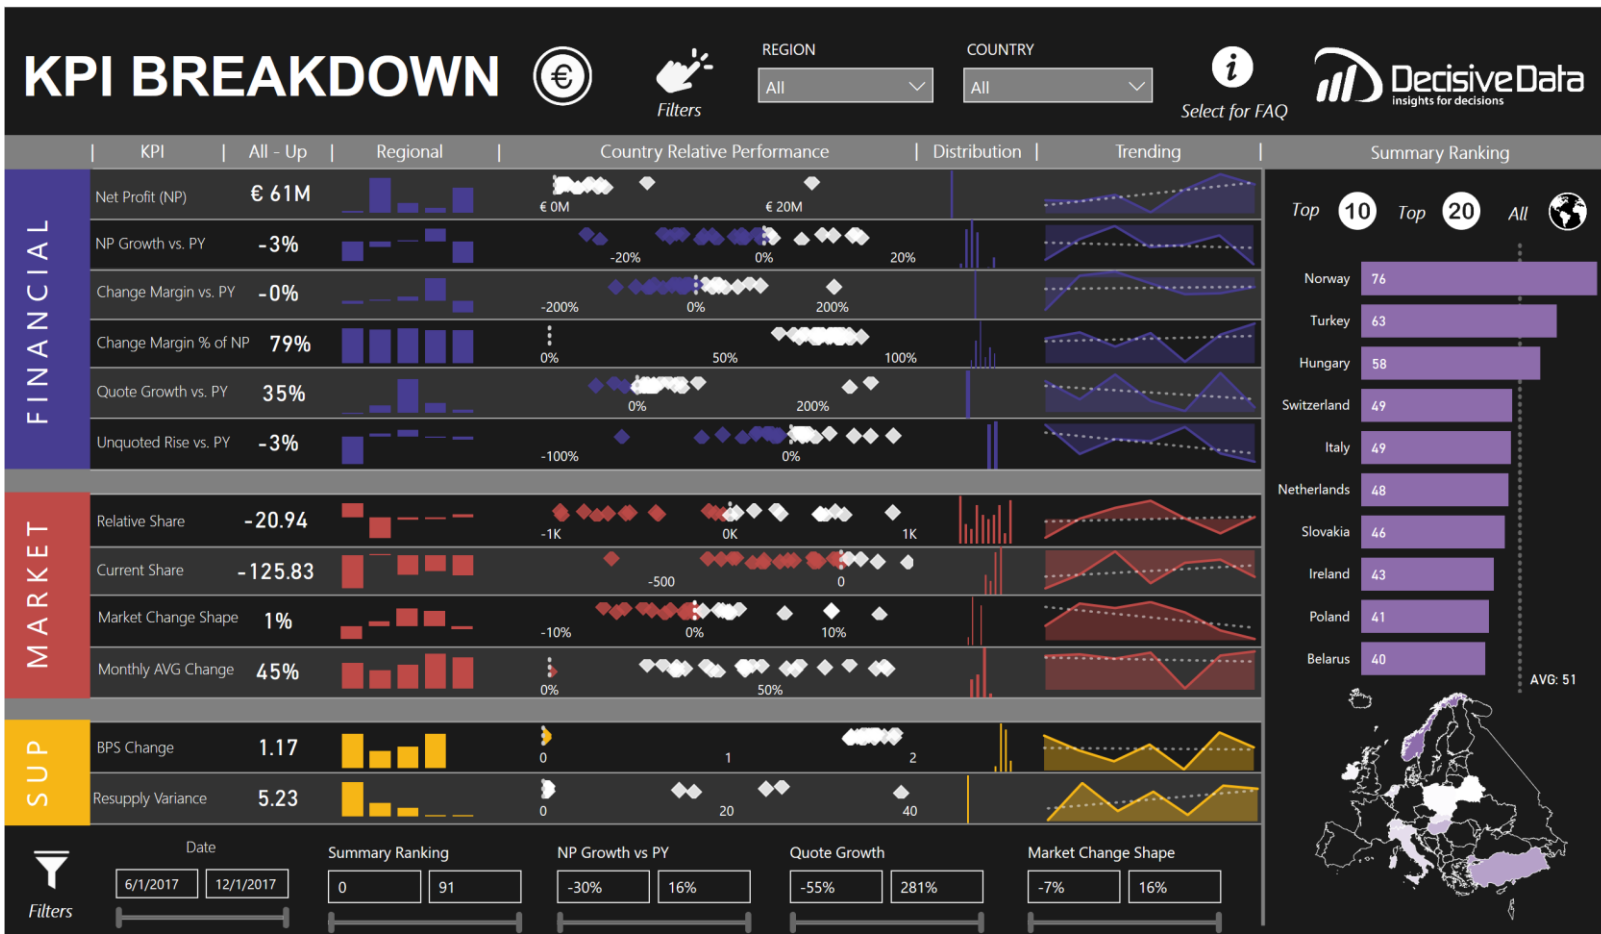 KPI BREAKDOWN
€
Filters
REGION
All
COUNTRY
All
i
Select for FAQ
DecisiveData
insights for decisions
KPI
All - Up
Regional
Country Relative Performance
Distribution
Trending
Summary Ranking
FINANCIAL
Net Profit (NP)
€ 61M
€ 0M
€ 20M
NP Growth vs. PY
-3%
-20%
0%
20%
Change Margin vs. PY
-0%
-200%
0%
200%
Change Margin % of NP
79%
0%
50%
100%
Quote Growth vs. PY
35%
0%
200%
Unquoted Rise vs. PY
-3%
-100%
0%
MARKET
Relative Share
-20.94
-1K
0K
1K
Current Share
-125.83
-500
0
Market Change Shape
1%
-10%
0%
10%
Monthly AVG Change
45%
0%
50%
SUP
BPS Change
1.17
0
1
2
Resupply Variance
5.23
0
20
40
Top 10
Top 20
All
Norway 76
Turkey 63
Hungary 58
Switzerland 49
Italy 49
Netherlands 48
Slovakia 46
Ireland 43
Poland 41
Belarus 40
AVG: 51
Filters
Date
6/1/2017
12/1/2017
Summary Ranking
0
91
NP Growth vs PY
-30%
16%
Quote Growth
-55%
281%
Market Change Shape
-7%
16%